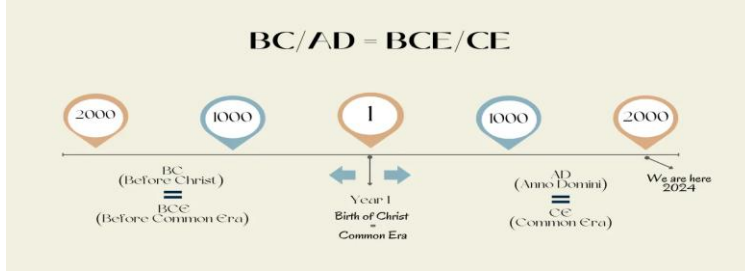 BC/AD = BCE/CE
2000
1000
1
1000
2000
BC
(Before Christ)
=
BCE
(Before Common Era)
Year 1
Birth of Christ
=
Common Era
AD
(Anno Domini)
=
CE
(Common Era)
We are here
2024